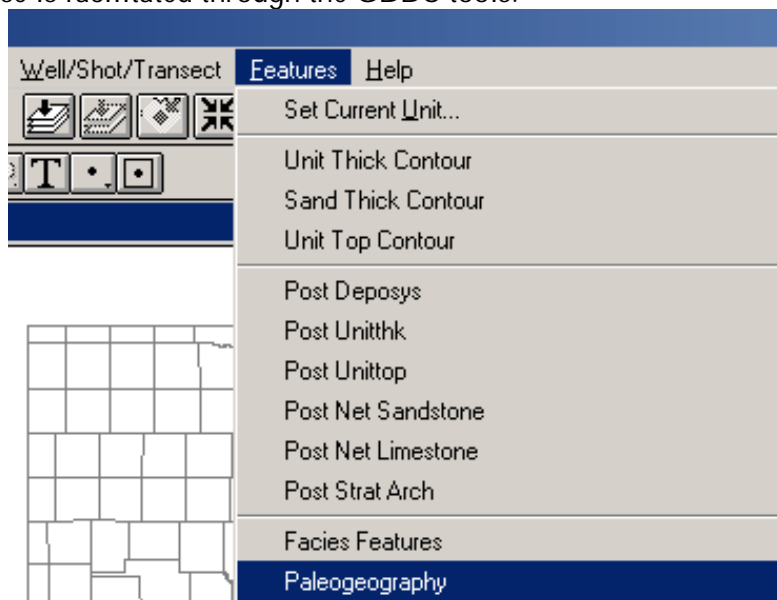 is facilitated through the GBDS tools.
Well/Shot/Transect Features Help
T
Set Current Unit...
Unit Thick Contour
Sand Thick Contour
Unit Top Contour
Post Deposys
Post Unitthk
Post Unittop
Post Net Sandstone
Post Net Limestone
Post Strat Arch
Facies Features
Paleogeography